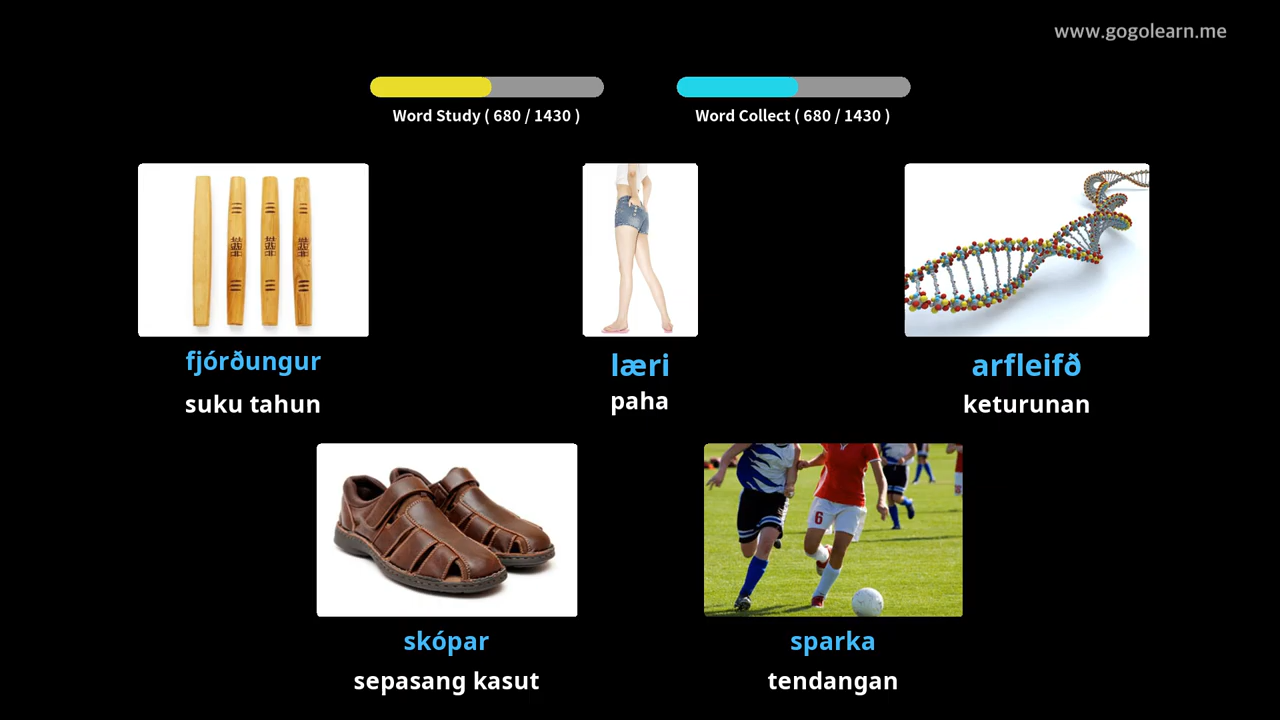 www.gogolearn.me
Word Study ( 680 / 1430 )
Word Collect ( 680 / 1430 )
fjórðungur
suku tahun
læri
paha
arfleifð
keturunan
6
skópar
sepasang kasut
sparka
tendangan